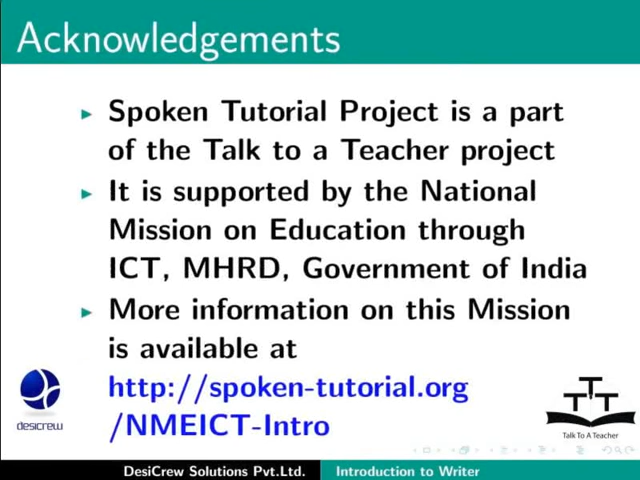 Acknowledgements
Spoken Tutorial Project is a part
of the Talk to a Teacher project
It is supported by the National
Mission on Education through
ICT, MHRD, Government of India
More information on this Mission
is available at
http://spoken-tutorial.org
/NMEICT-Intro
desicrew
TTT
Talk To A Teacher
DesiCrew Solutions Pvt.Ltd. Introduction to Writer